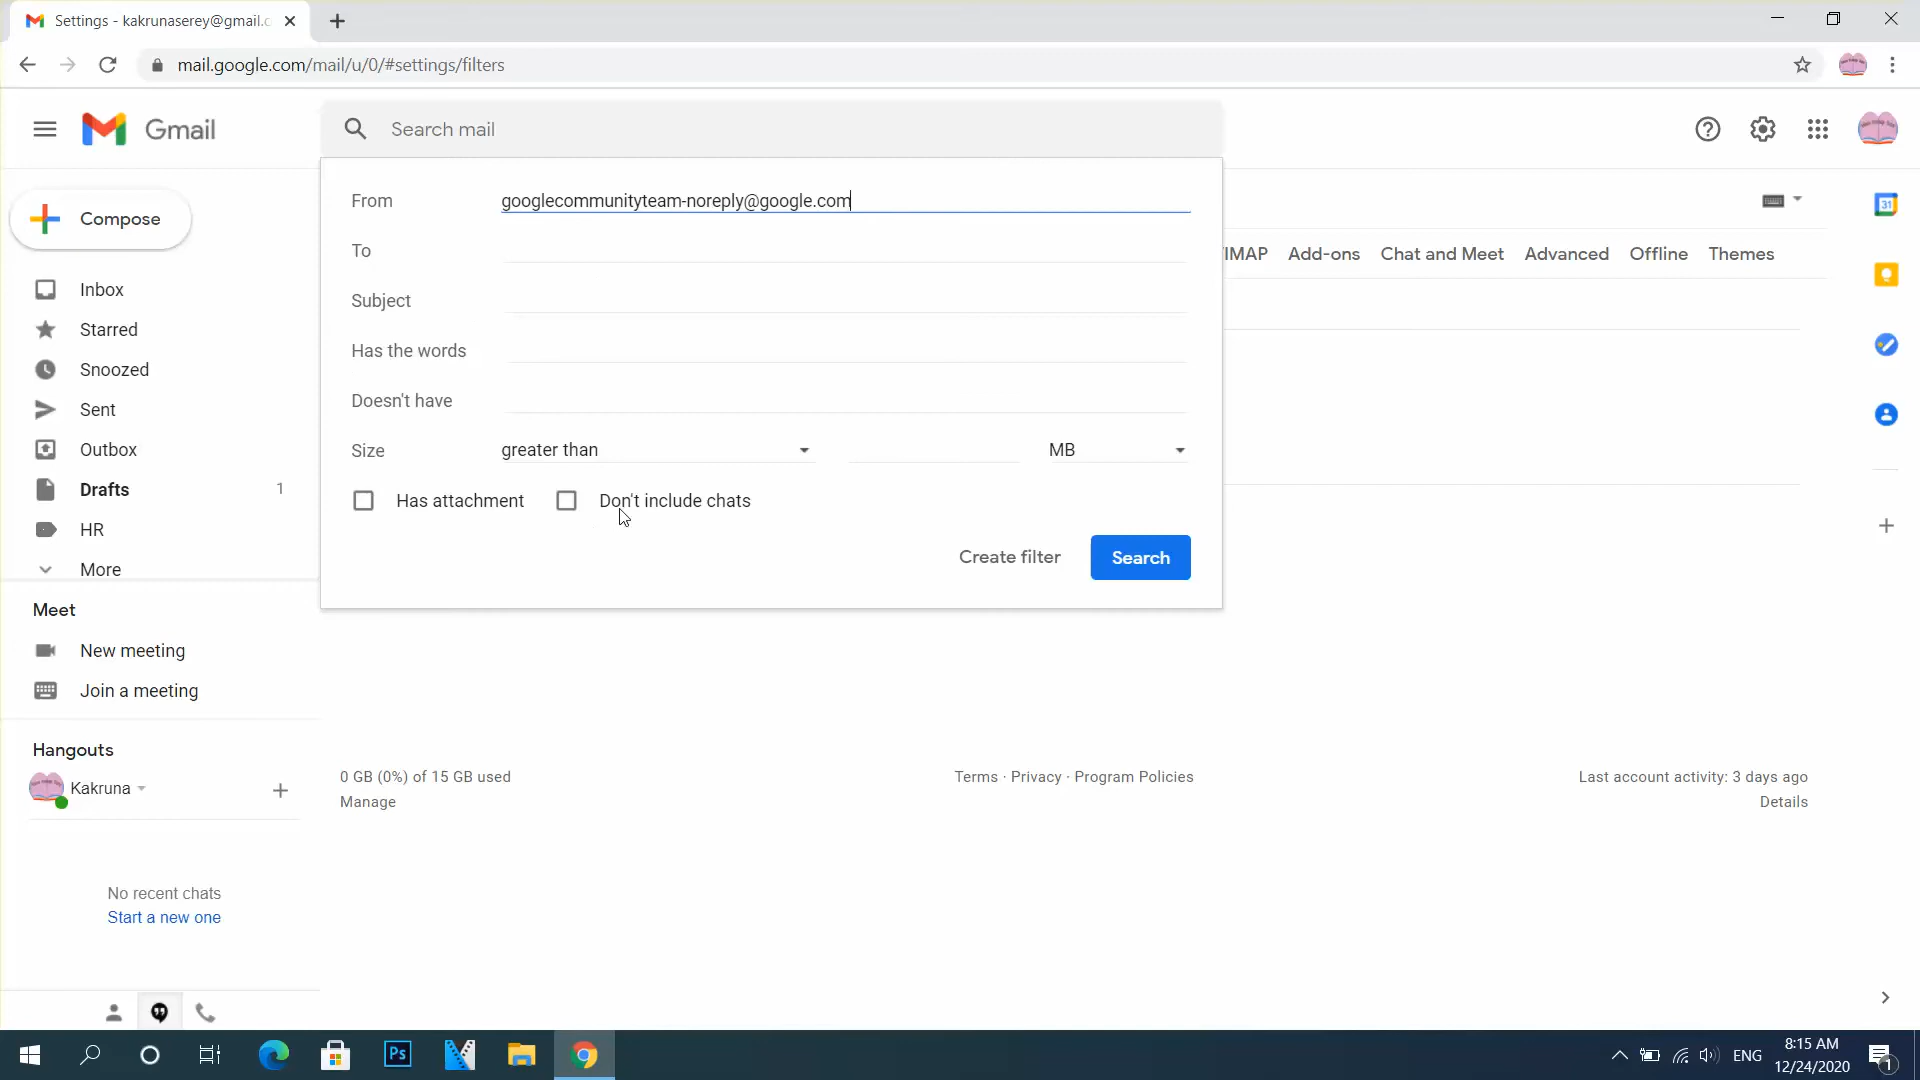 Settings - kakrunaserey@gmail.c
mail.google.com/mail/u/0/#settings/filters
Gmail
Search mail
Compose
Inbox
Starred
Snoozed
Sent
Outbox
Drafts 1
HR
More
From googlecommunityteam-noreply@google.com
To
Subject
Has the words
Doesn't have
Size greater than MB
Has attachment Don't include chats
Create filter Search
/IMAP Add-ons Chat and Meet Advanced Offline Themes
31
Meet
New meeting
Join a meeting
Hangouts
Kakruna
No recent chats
Start a new one
0 GB (0%) of 15 GB used
Manage
Terms · Privacy · Program Policies
Last account activity: 3 days ago
Details
Ps
ENG
8:15 AM
12/24/2020
1